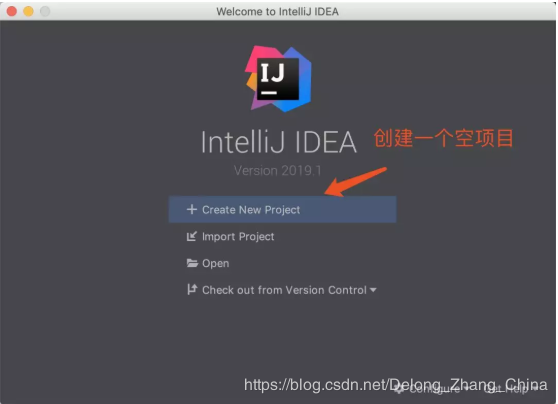 Welcome to IntelliJ IDEA
IJ
IntelliJ IDEA
创建一个空项目
Version 2019.1
Create New Project
Import Project
Open
Check out from Version Control
Configure
Get Help
https://blog.csdn.net/Delong_Zhang_China